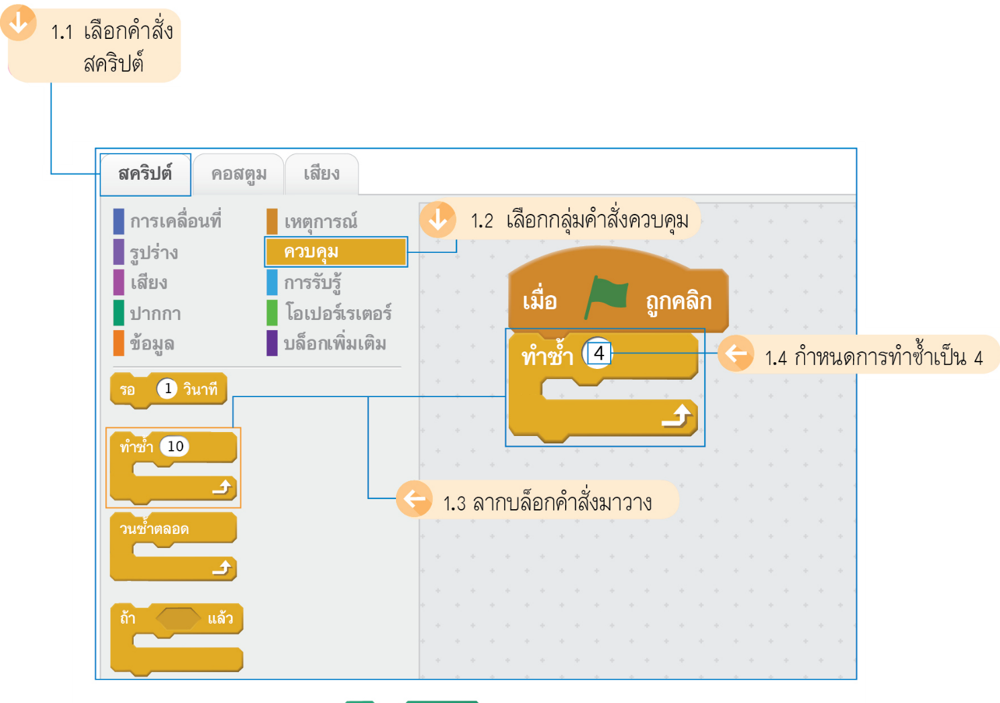 1.1 เลือกคำสั่ง
สคริปต์
สคริปต์ คอสตูม เสียง
การเคลื่อนที่ เหตุการณ์
รูปร่าง ควบคุม
เสียง การรับรู้
ปากกา โอเปอร์เรเตอร์
ข้อมูล บล็อกเพิ่มเติม
1.2 เลือกกลุ่มคำสั่งควบคุม
เมื่อ ถูกคลิก
ทำซ้ำ 4
1.4 กำหนดการทำซ้ำเป็น 4
รอ 1 วินาที
ทำซ้ำ 10
1.3 ลากบล็อกคำสั่งมาวาง
วนซ้ำตลอด
ถ้า แล้ว